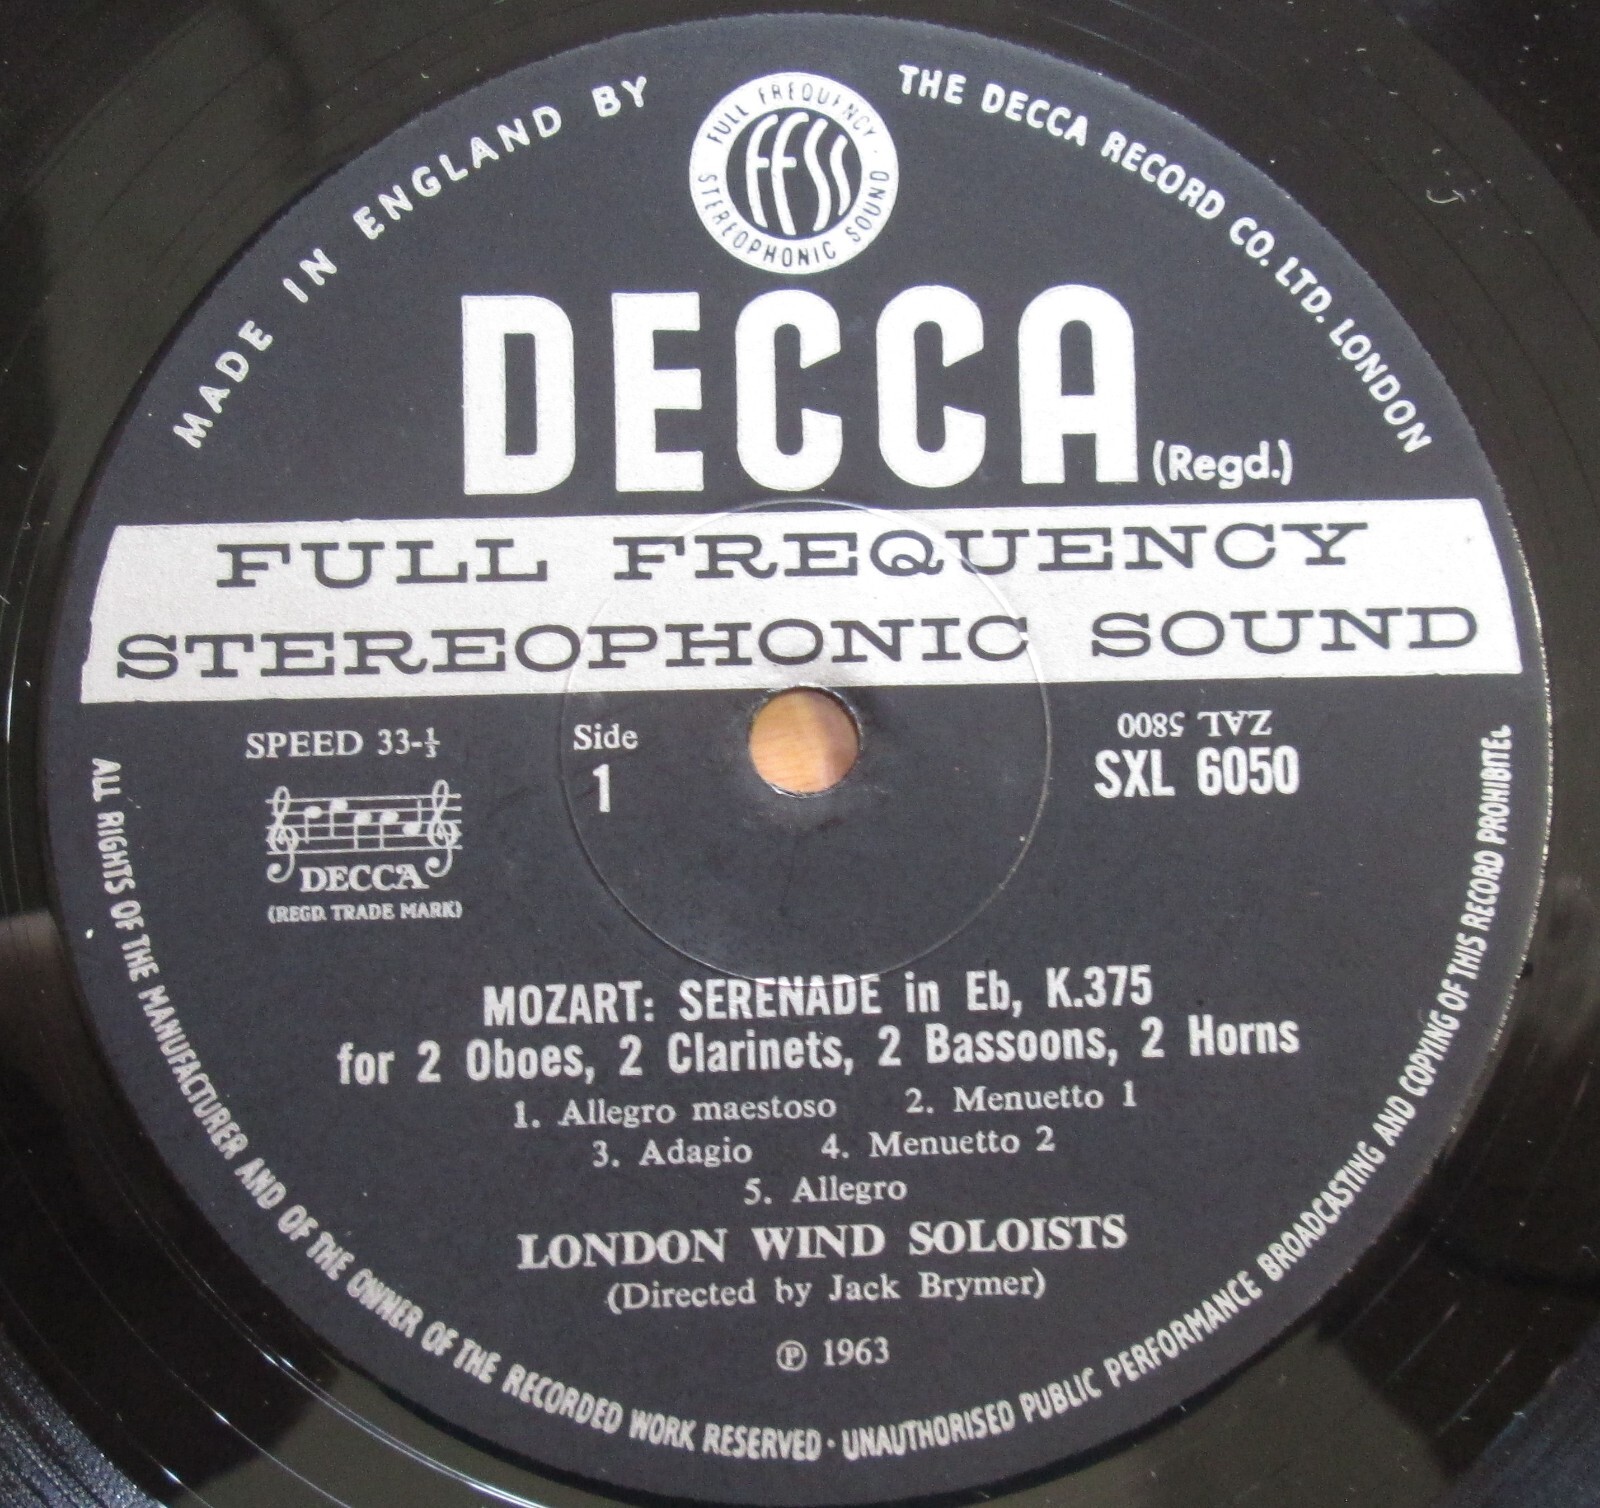 MADE IN ENGLAND BY
THE DECCA RECORD CO. LTD. LONDON
FULL FREQUENCY
STEREOPHONIC SOUND
FFSS
DECCA (Regd.)
FULL FREQUENCY
STEREOPHONIC SOUND
SPEED 33-⅓
Side
1
ZAL 5800
SXL 6050
DECCA
(REGD. TRADE MARK)
MOZART: SERENADE in Eb, K.375
for 2 Oboes, 2 Clarinets, 2 Bassoons, 2 Horns
1. Allegro maestoso 2. Menuetto 1
3. Adagio 4. Menuetto 2
5. Allegro
LONDON WIND SOLOISTS
(Directed by Jack Brymer)
℗ 1963
ALL RIGHTS OF THE MANUFACTURER AND OF THE OWNER OF THE RECORDED WORK RESERVED · UNAUTHORISED PUBLIC PERFORMANCE BROADCASTING AND COPYING OF THIS RECORD PROHIBITED